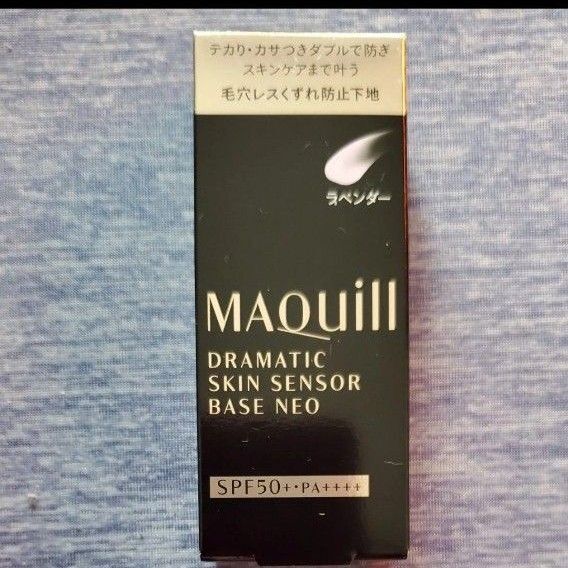 テカリ・カサつきダブルで防ぎ
スキンケアまで叶う
毛穴レスくずれ防止下地
ラベンダー
MAQuill
DRAMATIC
SKIN SENSOR
BASE NEO
SPF50+・PA++++